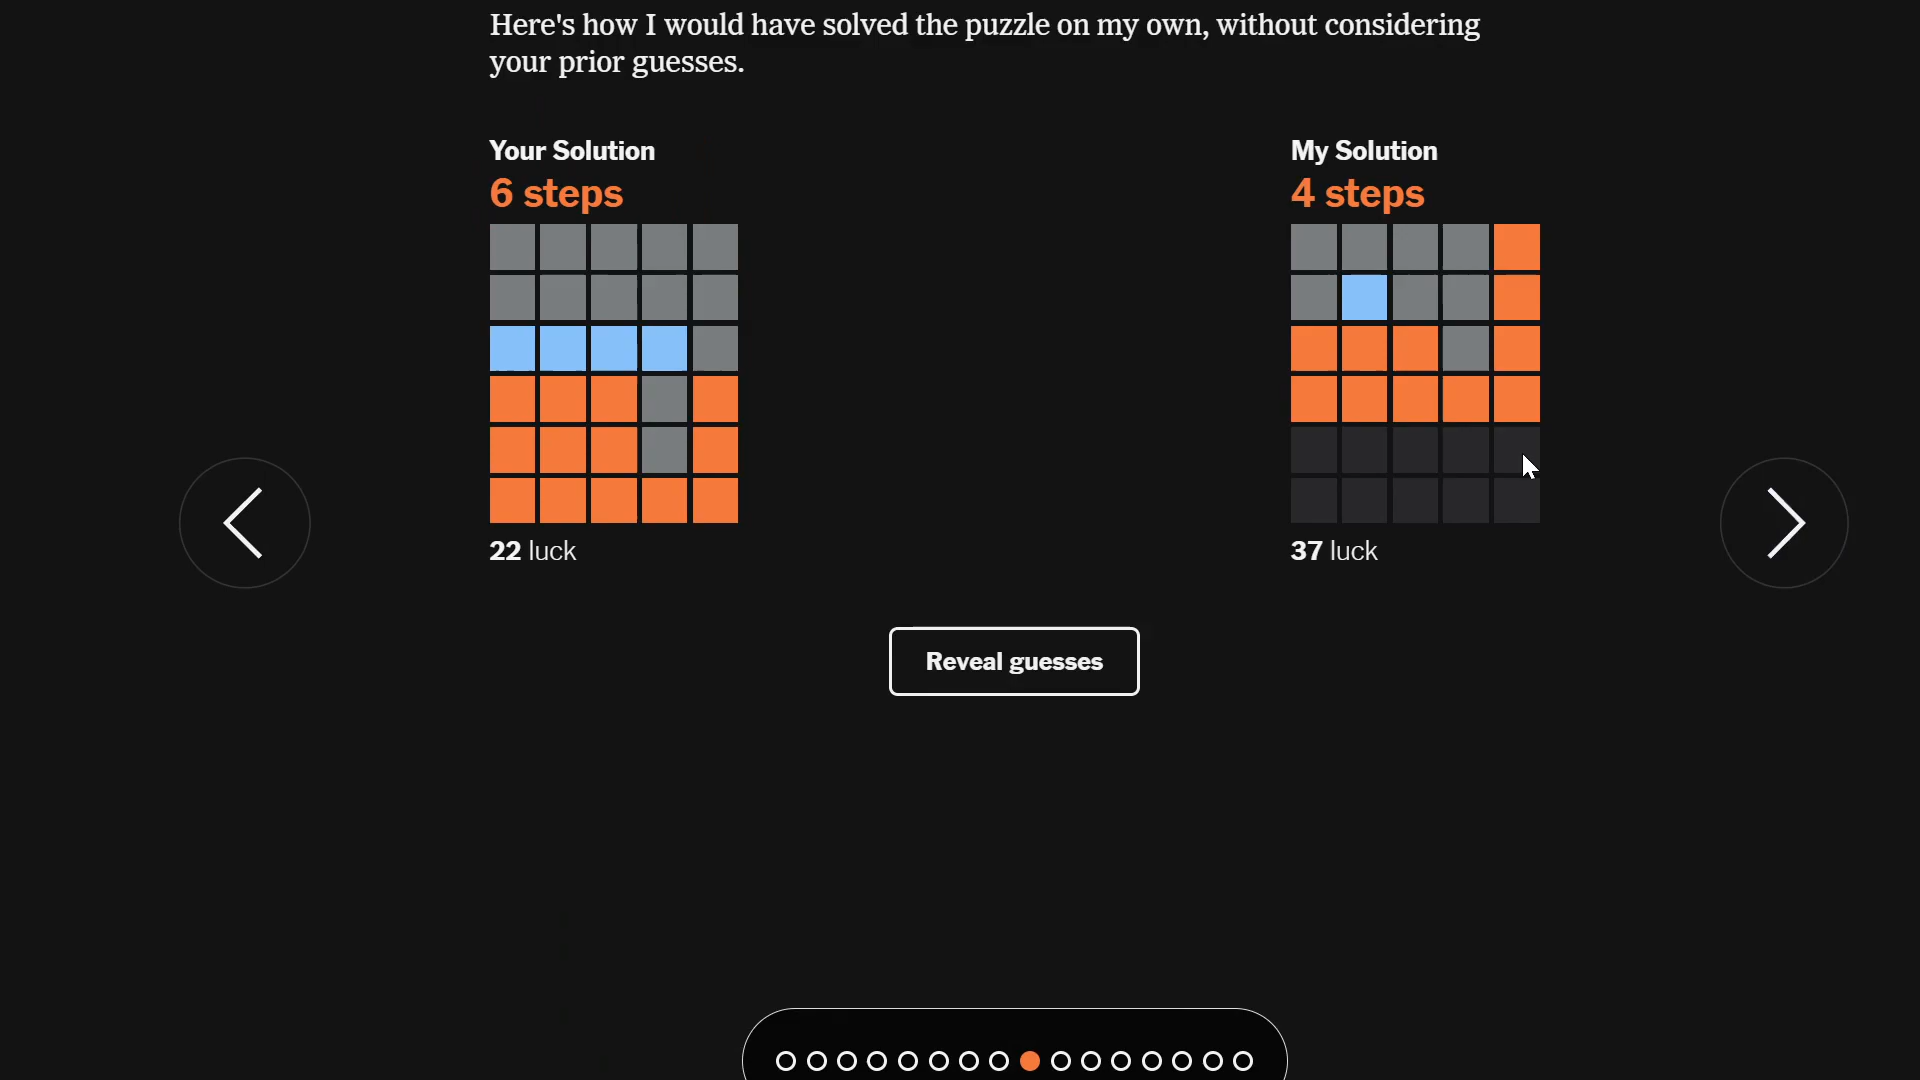 Here's how I would have solved the puzzle on my own, without considering
your prior guesses.
Your Solution
6 steps
22 luck
My Solution
4 steps
37 luck
Reveal guesses